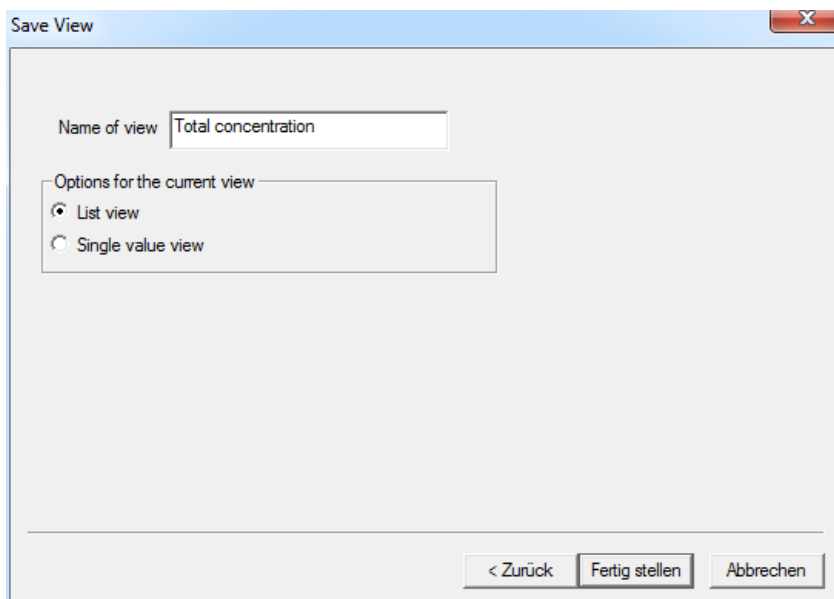 Save View
Name of view Total concentration
Options for the current view
List view
Single value view
< Zurück Fertig stellen Abbrechen